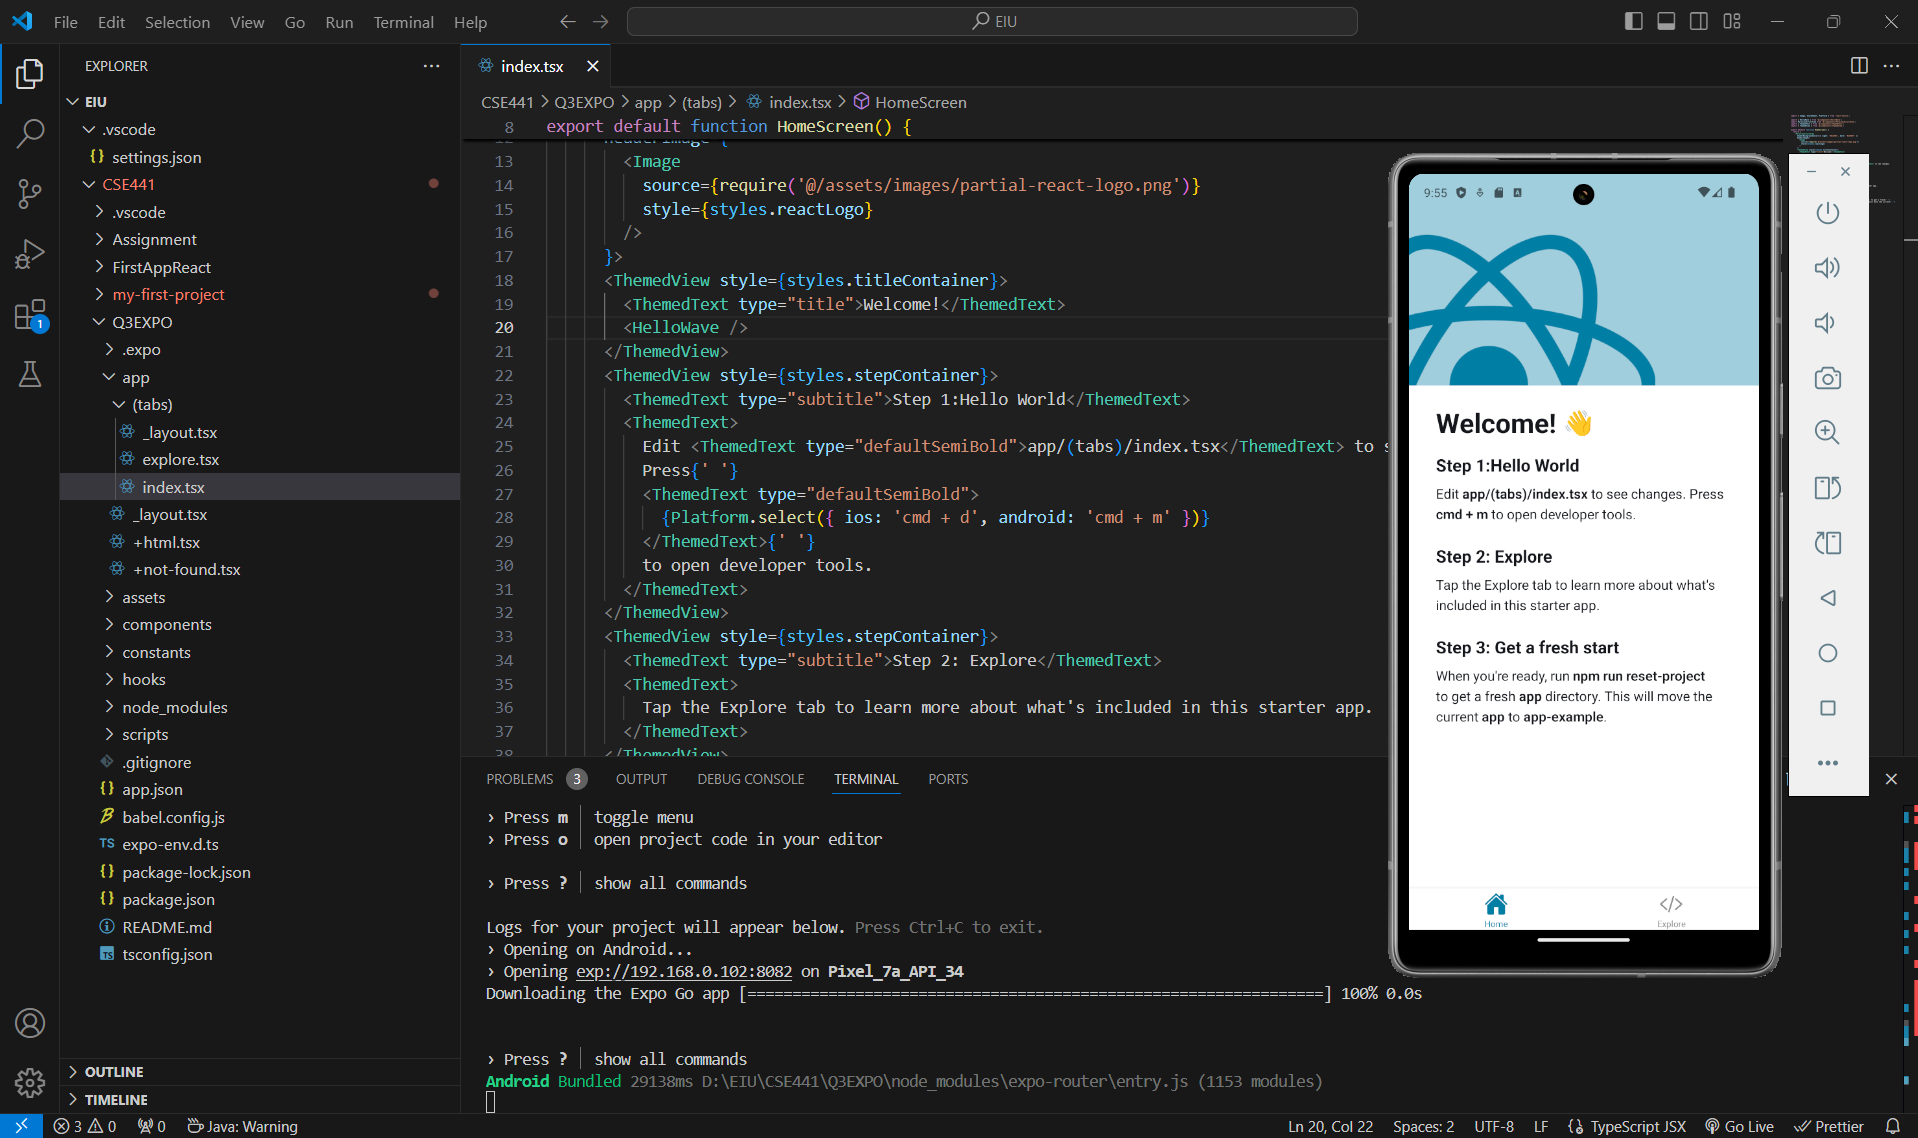 File Edit Selection View Go Run Terminal Help
EIU
EXPLORER
EIU
.vscode
settings.json
CSE441
.vscode
Assignment
FirstAppReact
my-first-project
Q3EXPO
.expo
app
(tabs)
_layout.tsx
explore.tsx
index.tsx
_layout.tsx
+html.tsx
+not-found.tsx
assets
components
constants
hooks
node_modules
scripts
.gitignore
app.json
babel.config.js
expo-env.d.ts
package-lock.json
package.json
README.md
tsconfig.json
OUTLINE
TIMELINE
1
index.tsx
CSE441 > Q3EXPO > app > (tabs) > index.tsx > HomeScreen
8 export default function HomeScreen() {
13 <Image
14 source={require('@/assets/images/partial-react-logo.png')}
15 style={styles.reactLogo}
16 />
17 }>
18 <ThemedView style={styles.titleContainer}>
19 <ThemedText type="title">Welcome!</ThemedText>
20 <HelloWave />
21 </ThemedView>
22 <ThemedView style={styles.stepContainer}>
23 <ThemedText type="subtitle">Step 1:Hello World</ThemedText>
24 <ThemedText>
25 Edit <ThemedText type="defaultSemiBold">app/(tabs)/index.tsx</ThemedText> to s
26 Press{' '}
27 <ThemedText type="defaultSemiBold">
28 {Platform.select({ ios: 'cmd + d', android: 'cmd + m' })}
29 </ThemedText>{' '}
30 to open developer tools.
31 </ThemedText>
32 </ThemedView>
33 <ThemedView style={styles.stepContainer}>
34 <ThemedText type="subtitle">Step 2: Explore</ThemedText>
35 <ThemedText>
36 Tap the Explore tab to learn more about what's included in this starter app.
37 </ThemedText>
38 </ThemedView>
PROBLEMS 3 OUTPUT DEBUG CONSOLE TERMINAL PORTS
› Press m │ toggle menu
› Press o │ open project code in your editor
› Press ? │ show all commands
Logs for your project will appear below. Press Ctrl+C to exit.
› Opening on Android...
› Opening exp://192.168.0.102:8082 on Pixel_7a_API_34
Downloading the Expo Go app [================================================================] 100% 0.0s
› Press ? │ show all commands
Android Bundled 29138ms D:\EIU\CSE441\Q3EXPO\node_modules\expo-router\entry.js (1153 modules)
9:55
Welcome! 👋
Step 1:Hello World
Edit app/(tabs)/index.tsx to see changes. Press
cmd + m to open developer tools.
Step 2: Explore
Tap the Explore tab to learn more about what's
included in this starter app.
Step 3: Get a fresh start
When you're ready, run npm run reset-project
to get a fresh app directory. This will move the
current app to app-example.
Home Explore
3 0 0 Java: Warning Ln 20, Col 22 Spaces: 2 UTF-8 LF TypeScript JSX Go Live Prettier